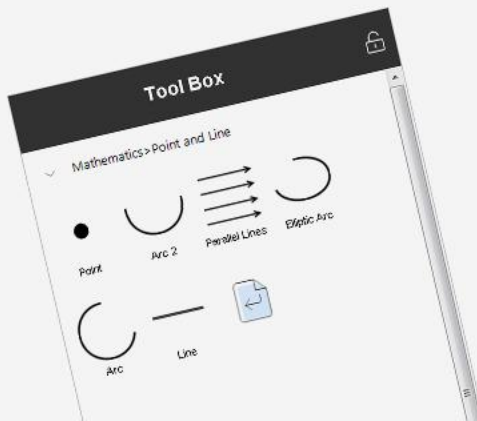 Tool Box
Mathematics>Point and Line
Point
Arc 2
Parallel Lines
Elliptic Arc
Arc
Line